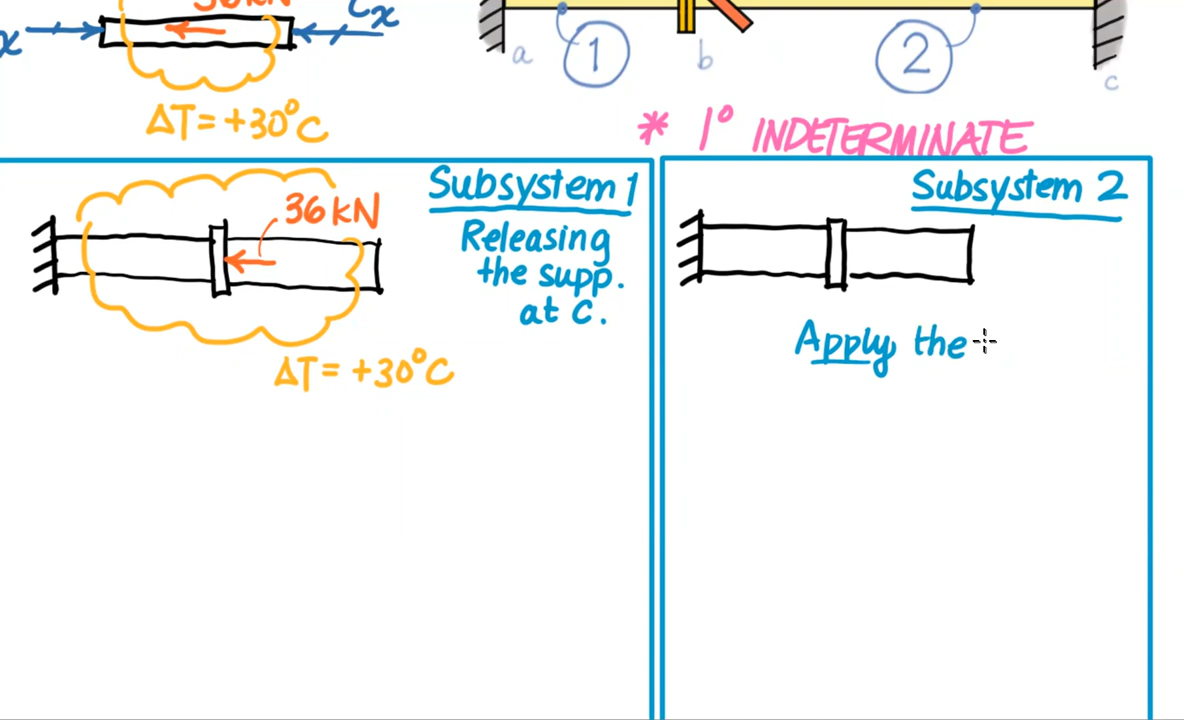 36kN
x
Cx
ΔT= +30°C
a
1
b
2
c
* 1° INDETERMINATE
Subsystem 1
36 kN
Releasing
the supp.
at C.
ΔT= +30°C
Subsystem 2
Apply the